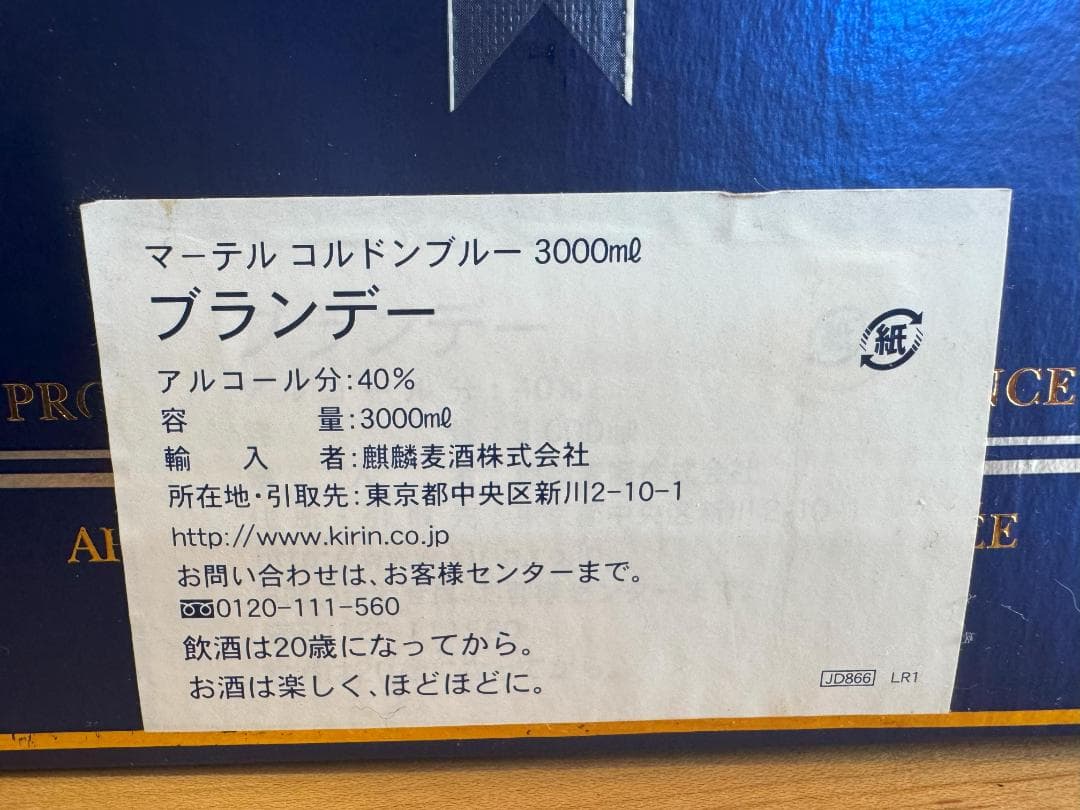 マーテル コルドンブルー 3000mℓ
ブランデー
紙
アルコール分:40%
容量:3000mℓ
輸入者:麒麟麦酒株式会社
所在地・引取先:東京都中央区新川2-10-1
http://www.kirin.co.jp
お問い合わせは、お客様センターまで。
0120-111-560
飲酒は20歳になってから。
お酒は楽しく、ほどほどに。
JD866 LR1